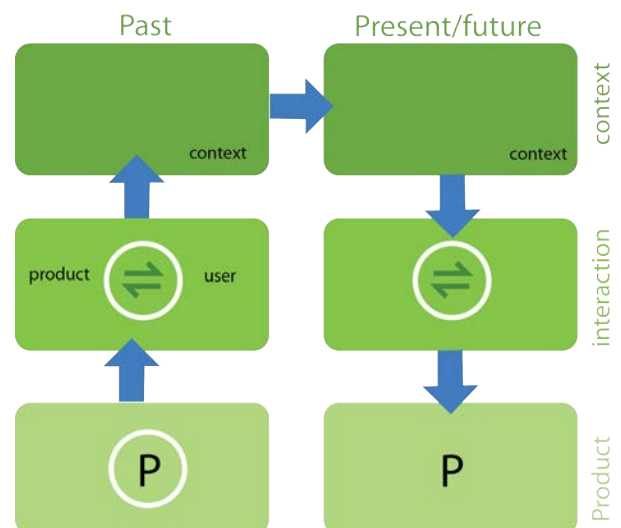 Past
Present/future
context
context
context
product
user
interaction
P
P
Product